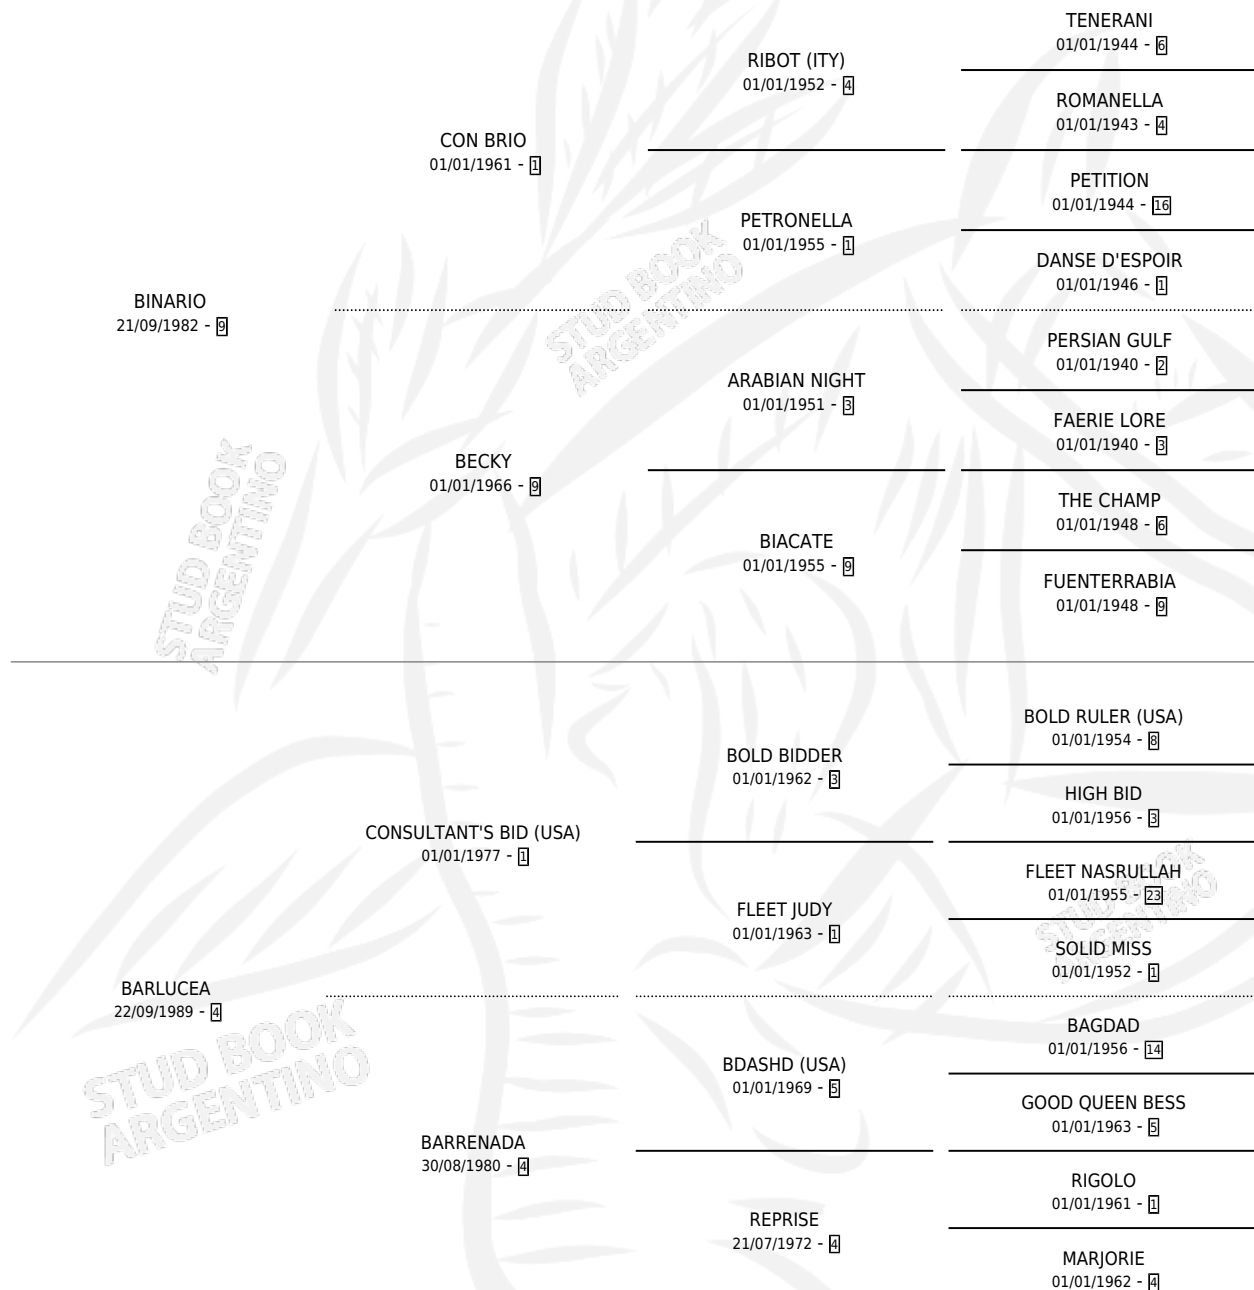 TENERANI
01/01/1944 - 6
RIBOT (ITY)
01/01/1952 - 4
ROMANELLA
01/01/1943 - 4
CON BRIO
01/01/1961 - 1
PETITION
01/01/1944 - 16
PETRONELLA
01/01/1955 - 1
DANSE D'ESPOIR
01/01/1946 - 1
BINARIO
21/09/1982 - 9
STUD BOOK
ARGENTINO
PERSIAN GULF
01/01/1940 - 2
ARABIAN NIGHT
01/01/1951 - 3
FAERIE LORE
01/01/1940 - 3
BECKY
01/01/1966 - 9
THE CHAMP
01/01/1948 - 6
BIACATE
01/01/1955 - 9
FUENTERRABIA
01/01/1948 - 9
STUD BOOK
ARGENTINO
BOLD RULER (USA)
01/01/1954 - 8
BOLD BIDDER
01/01/1962 - 3
HIGH BID
01/01/1956 - 3
CONSULTANT'S BID (USA)
01/01/1977 - 1
FLEET NASRULLAH
01/01/1955 - 23
STUD BOOK
ARGENTINO
FLEET JUDY
01/01/1963 - 1
SOLID MISS
01/01/1952 - 1
BARLUCEA
22/09/1989 - 4
STUD BOOK
ARGENTINO
BAGDAD
01/01/1956 - 14
BDASHD (USA)
01/01/1969 - 5
GOOD QUEEN BESS
01/01/1963 - 5
BARRENADA
30/08/1980 - 4
RIGOLO
01/01/1961 - 1
REPRISE
21/07/1972 - 4
MARJORIE
01/01/1962 - 4